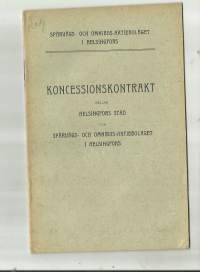 SPÅRVÄGS- OCH OMNIBUS-AKTIEBOLAGET
I HELSINGFORS
KONCESSIONSKONTRAKT
MELLAN
HELSINGFORS STAD
OCH
SPÅRVÄGS- OCH OMNIBUS-AKTIEBOLAGET
I HELSINGFORS